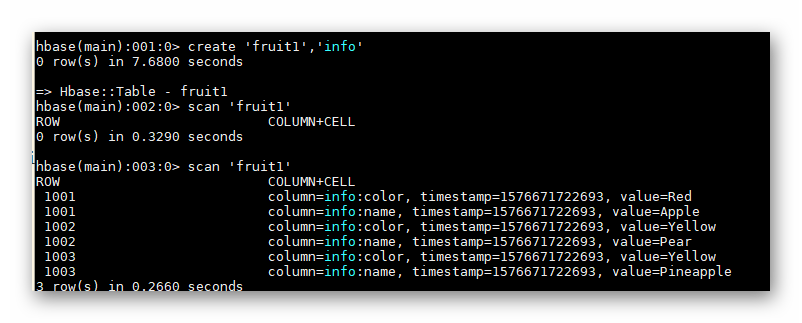 hbase(main):001:0> create 'fruit1','info'
0 row(s) in 7.6800 seconds
=> Hbase::Table - fruit1
hbase(main):002:0> scan 'fruit1'
ROW COLUMN+CELL
0 row(s) in 0.3290 seconds
hbase(main):003:0> scan 'fruit1'
ROW COLUMN+CELL
1001 column=info:color, timestamp=1576671722693, value=Red
1001 column=info:name, timestamp=1576671722693, value=Apple
1002 column=info:color, timestamp=1576671722693, value=Yellow
1002 column=info:name, timestamp=1576671722693, value=Pear
1003 column=info:color, timestamp=1576671722693, value=Yellow
1003 column=info:name, timestamp=1576671722693, value=Pineapple
3 row(s) in 0.2660 seconds